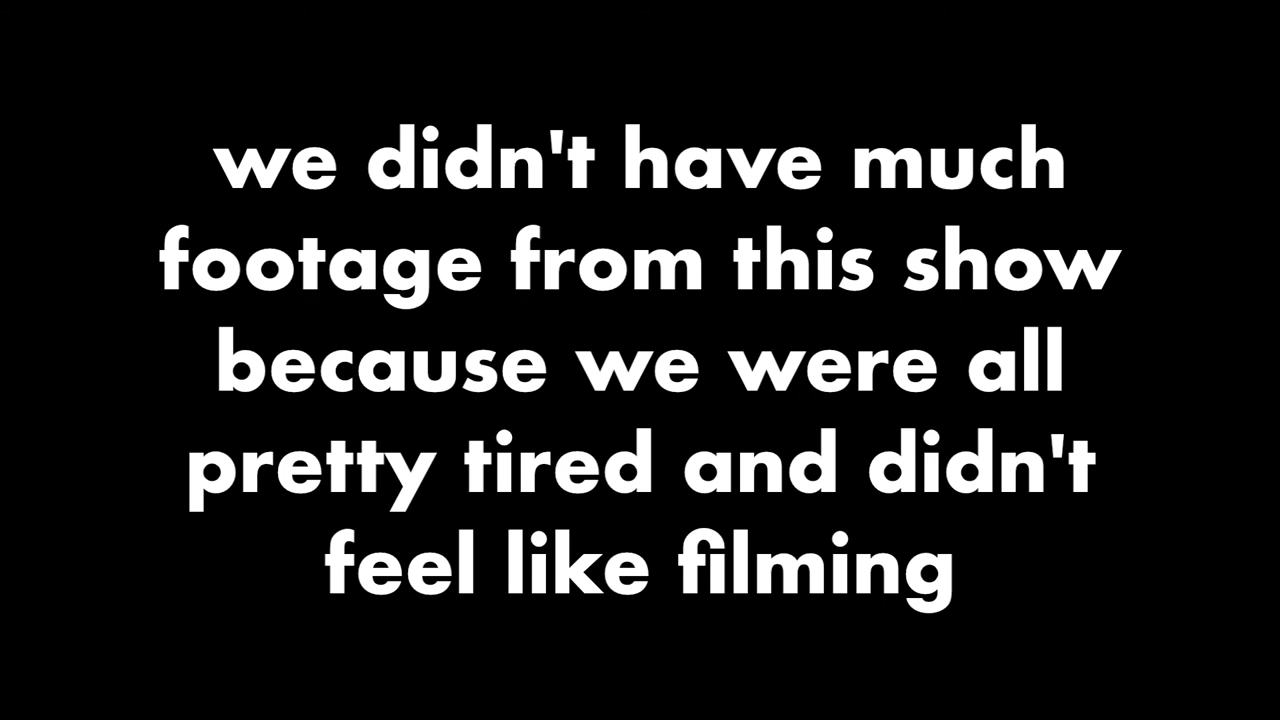 we didn't have much
footage from this show
because we were all
pretty tired and didn't
feel like filming